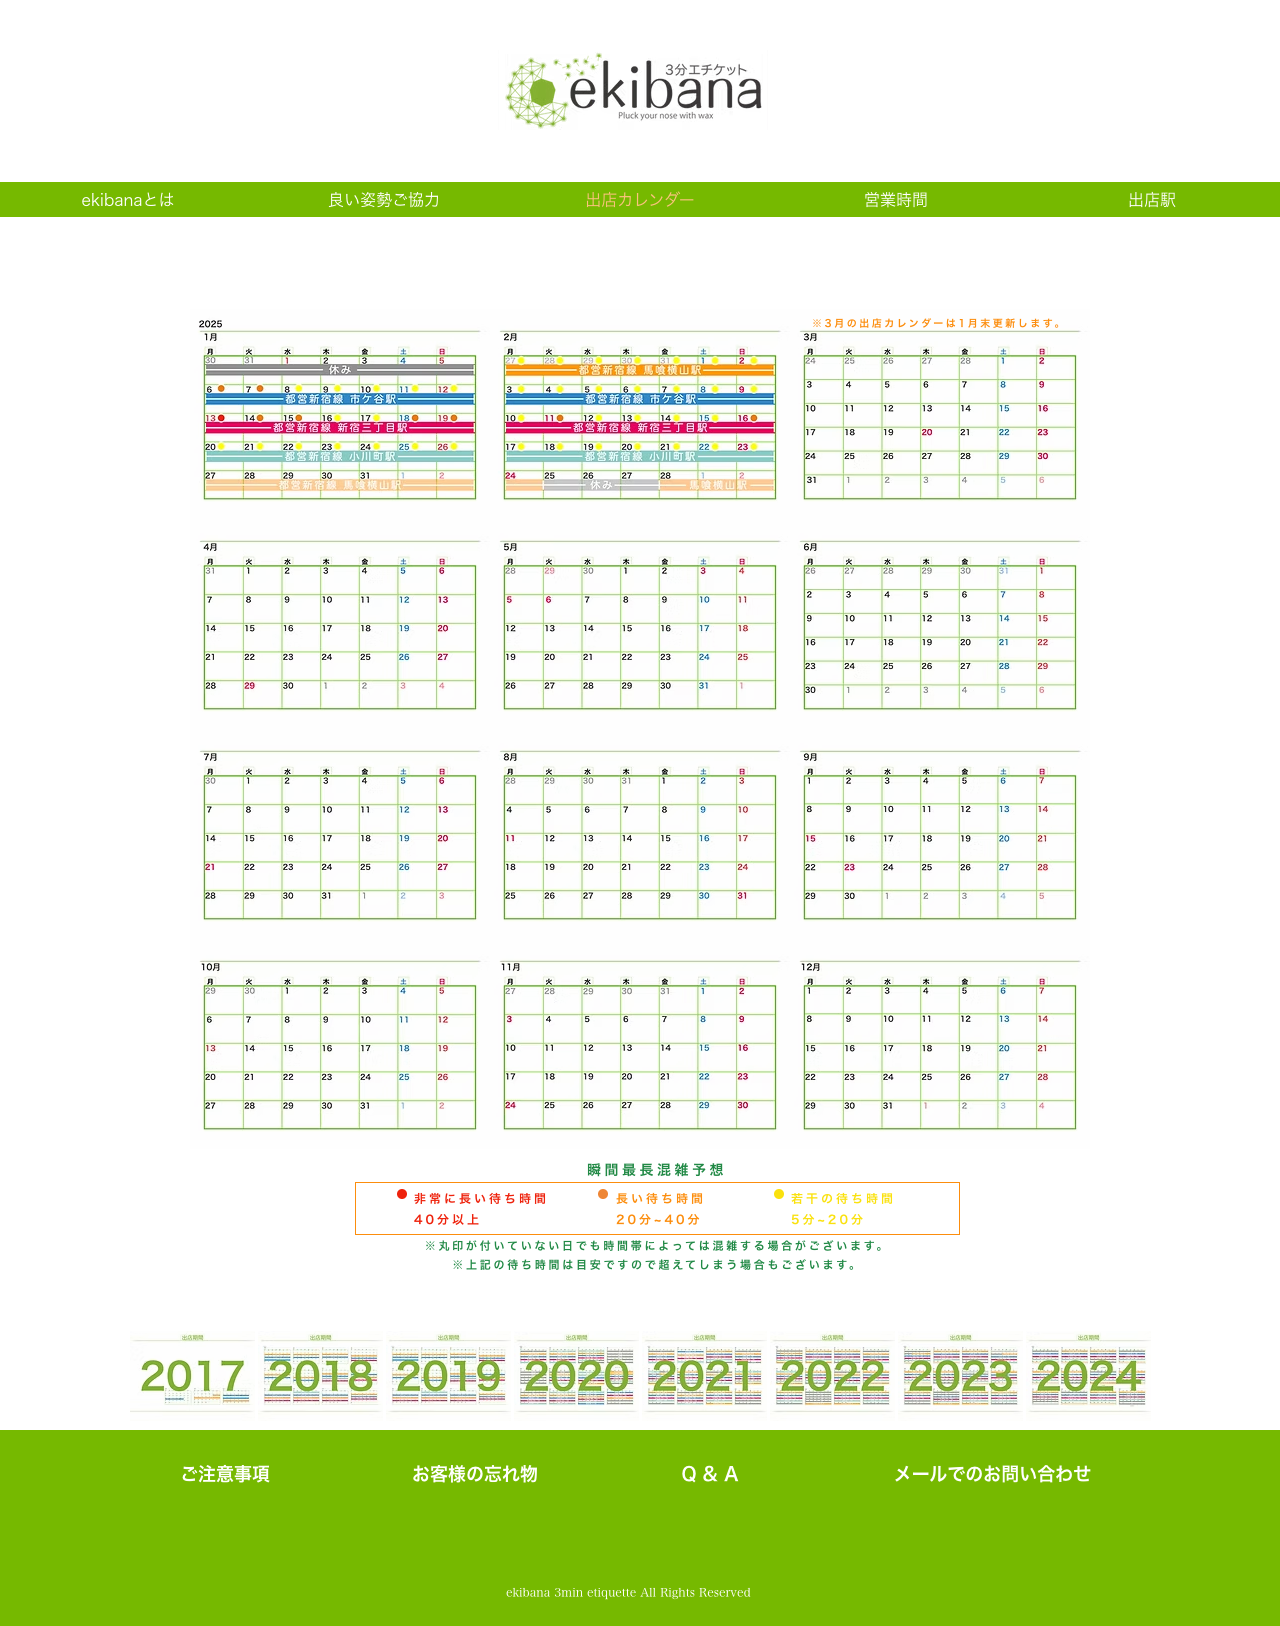 3分エチケット
ekibana
Pluck your nose with wax
ekibanaとは 良い姿勢ご協力 出店カレンダー 営業時間 出店駅
※3月の出店カレンダーは1月末更新します。
2025
1月
月 火 水 木 金 土 日
30 31 1 2 3 4 5
休み
6 7 8 9 10 11 12
都営新宿線 市ケ谷駅
13 14 15 16 17 18 19
都営新宿線 新宿三丁目駅
20 21 22 23 24 25 26
都営新宿線 小川町駅
27 28 29 30 31 1 2
都営新宿線 馬喰横山駅
2月
月 火 水 木 金 土 日
27 28 29 30 31 1 2
都営新宿線 馬喰横山駅
3 4 5 6 7 8 9
都営新宿線 市ケ谷駅
10 11 12 13 14 15 16
都営新宿線 新宿三丁目駅
17 18 19 20 21 22 23
都営新宿線 小川町駅
24 25 26 27 28 1 2
休み 馬喰横山駅
3月
月 火 水 木 金 土 日
24 25 26 27 28 1 2
3 4 5 6 7 8 9
10 11 12 13 14 15 16
17 18 19 20 21 22 23
24 25 26 27 28 29 30
31 1 2 3 4 5 6
4月
月 火 水 木 金 土 日
31 1 2 3 4 5 6
7 8 9 10 11 12 13
14 15 16 17 18 19 20
21 22 23 24 25 26 27
28 29 30 1 2 3 4
5月
月 火 水 木 金 土 日
28 29 30 1 2 3 4
5 6 7 8 9 10 11
12 13 14 15 16 17 18
19 20 21 22 23 24 25
26 27 28 29 30 31 1
6月
月 火 水 木 金 土 日
26 27 28 29 30 31 1
2 3 4 5 6 7 8
9 10 11 12 13 14 15
16 17 18 19 20 21 22
23 24 25 26 27 28 29
30 1 2 3 4 5 6
7月
月 火 水 木 金 土 日
30 1 2 3 4 5 6
7 8 9 10 11 12 13
14 15 16 17 18 19 20
21 22 23 24 25 26 27
28 29 30 31 1 2 3
8月
月 火 水 木 金 土 日
28 29 30 31 1 2 3
4 5 6 7 8 9 10
11 12 13 14 15 16 17
18 19 20 21 22 23 24
25 26 27 28 29 30 31
9月
月 火 水 木 金 土 日
1 2 3 4 5 6 7
8 9 10 11 12 13 14
15 16 17 18 19 20 21
22 23 24 25 26 27 28
29 30 1 2 3 4 5
10月
月 火 水 木 金 土 日
29 30 1 2 3 4 5
6 7 8 9 10 11 12
13 14 15 16 17 18 19
20 21 22 23 24 25 26
27 28 29 30 31 1 2
11月
月 火 水 木 金 土 日
27 28 29 30 31 1 2
3 4 5 6 7 8 9
10 11 12 13 14 15 16
17 18 19 20 21 22 23
24 25 26 27 28 29 30
12月
月 火 水 木 金 土 日
1 2 3 4 5 6 7
8 9 10 11 12 13 14
15 16 17 18 19 20 21
22 23 24 25 26 27 28
29 30 31 1 2 3 4
瞬間最長混雑予想
非常に長い待ち時間 長い待ち時間 若干の待ち時間
40分以上 20分~40分 5分~20分
※丸印が付いていない日でも時間帯によっては混雑する場合がございます。
※上記の待ち時間は目安ですので超えてしまう場合もございます。
出店期間 出店期間 出店期間 出店期間 出店期間 出店期間 出店期間 出店期間
2017 2018 2019 2020 2021 2022 2023 2024
ご注意事項 お客様の忘れ物 Q & A メールでのお問い合わせ
ekibana 3min etiquette All Rights Reserved